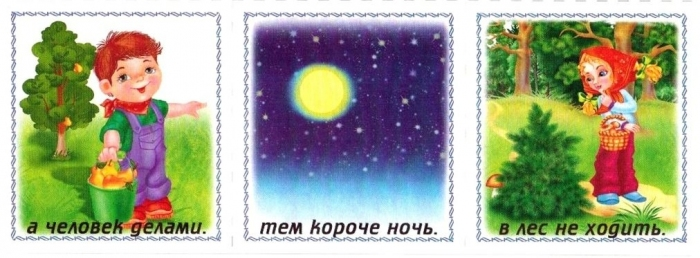 а человек делами.
тем короче ночь.
в лес не ходить.